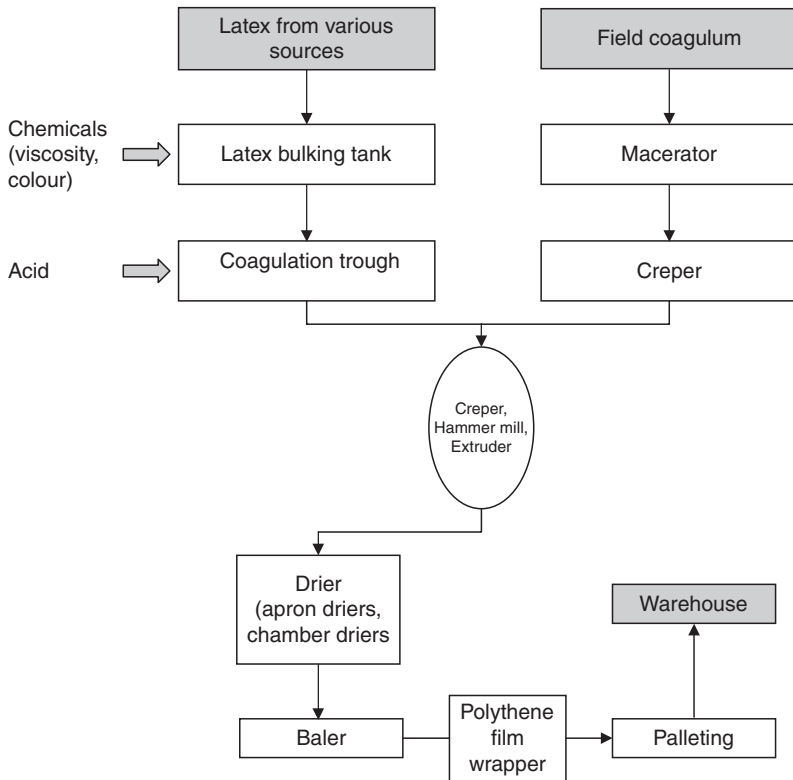 Latex from various
sources
Field coagulum
Chemicals
(viscosity,
colour)
Latex bulking tank
Macerator
Acid
Coagulation trough
Creper
Creper,
Hammer mill,
Extruder
Drier
(apron driers,
chamber driers
Warehouse
Baler
Polythene
film
wrapper
Palleting